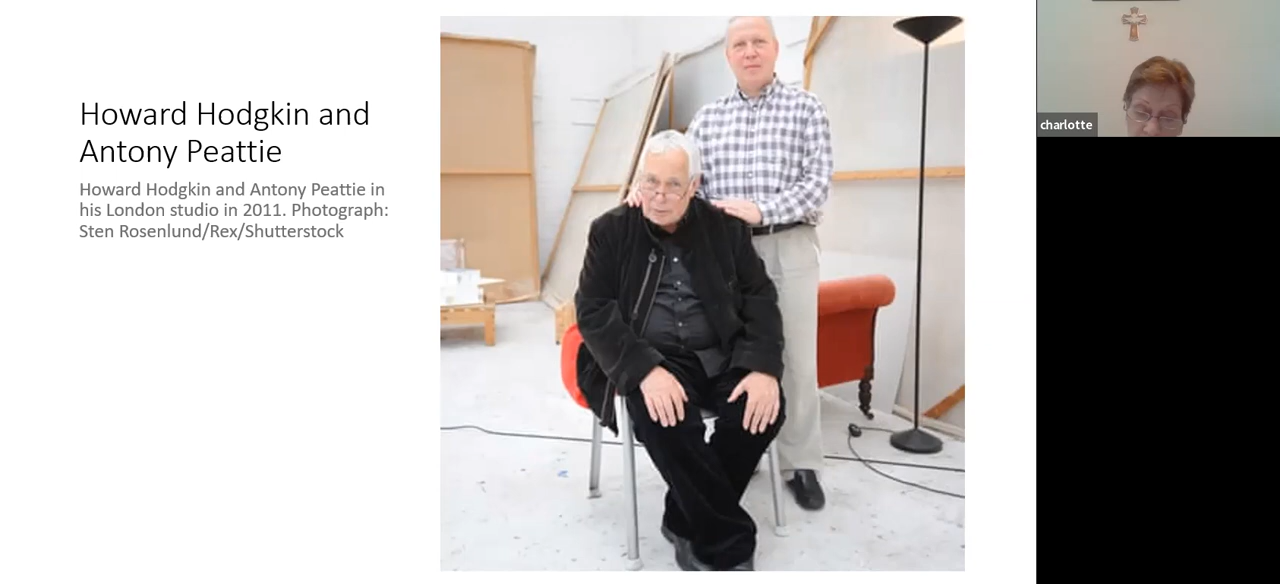 Howard Hodgkin and
Antony Peattie
Howard Hodgkin and Antony Peattie in
his London studio in 2011. Photograph:
Sten Rosenlund/Rex/Shutterstock
charlotte